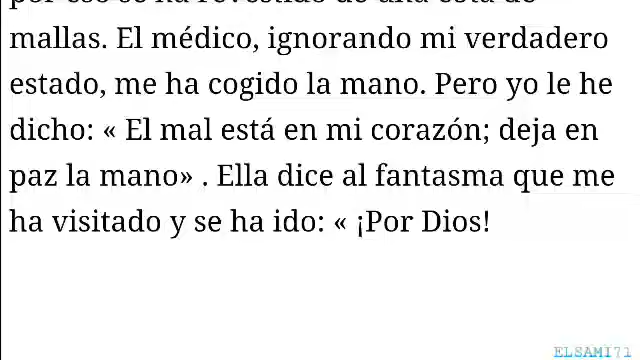 mallas. El médico, ignorando mi verdadero
estado, me ha cogido la mano. Pero yo le he
dicho: « El mal está en mi corazón; deja en
paz la mano» . Ella dice al fantasma que me
ha visitado y se ha ido: « ¡Por Dios!
ELSAMI71